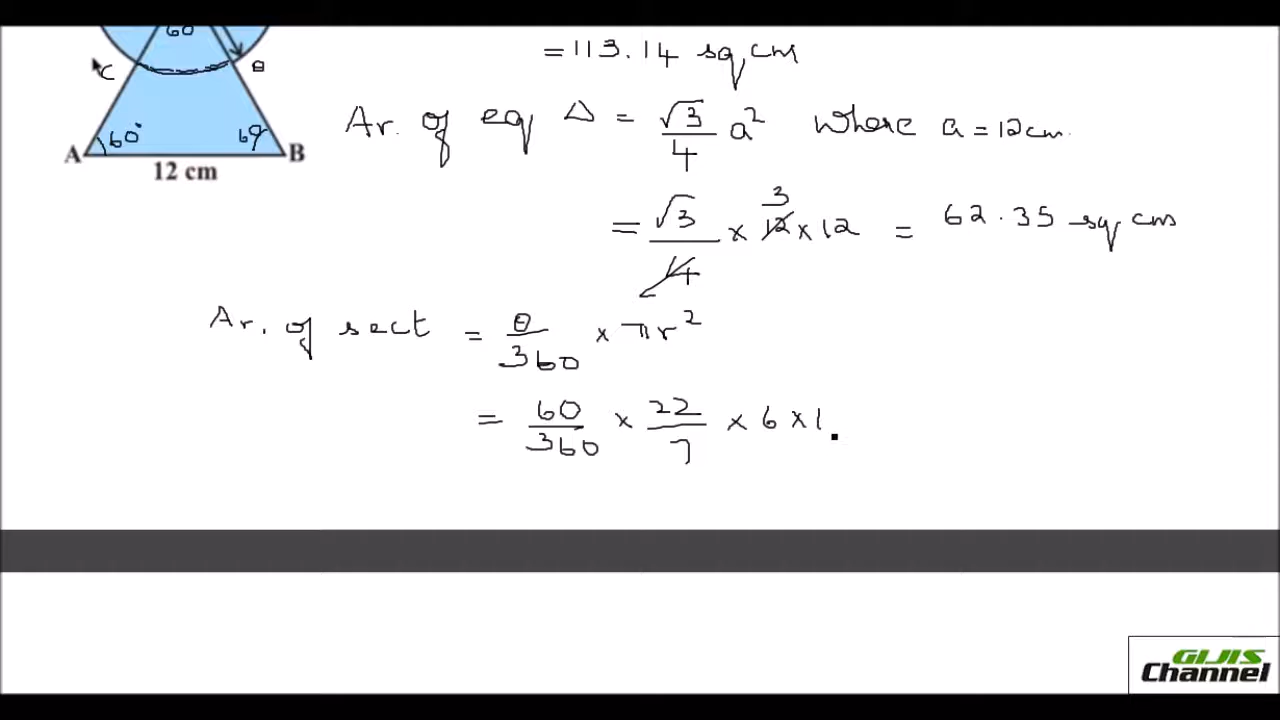 60
= 113.14 sq cm
C
θ
Ar. of eq Δ = √3/4 a² where a = 12cm.
60°
60
A
B
12 cm
= √3/4 × 12 × 12 = 62.35 sq cm
3
Ar. of sect = θ/360 × πr²
= 60/360 × 22/7 × 6 × 1
GIJIS
Channel